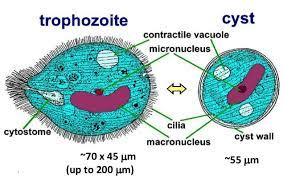 trophozoite
cyst
contractile vacuole
micronucleus
cytostome
cilia
cyst wall
macronucleus
~70 x 45 µm
(up to 200 µm)
~55 µm